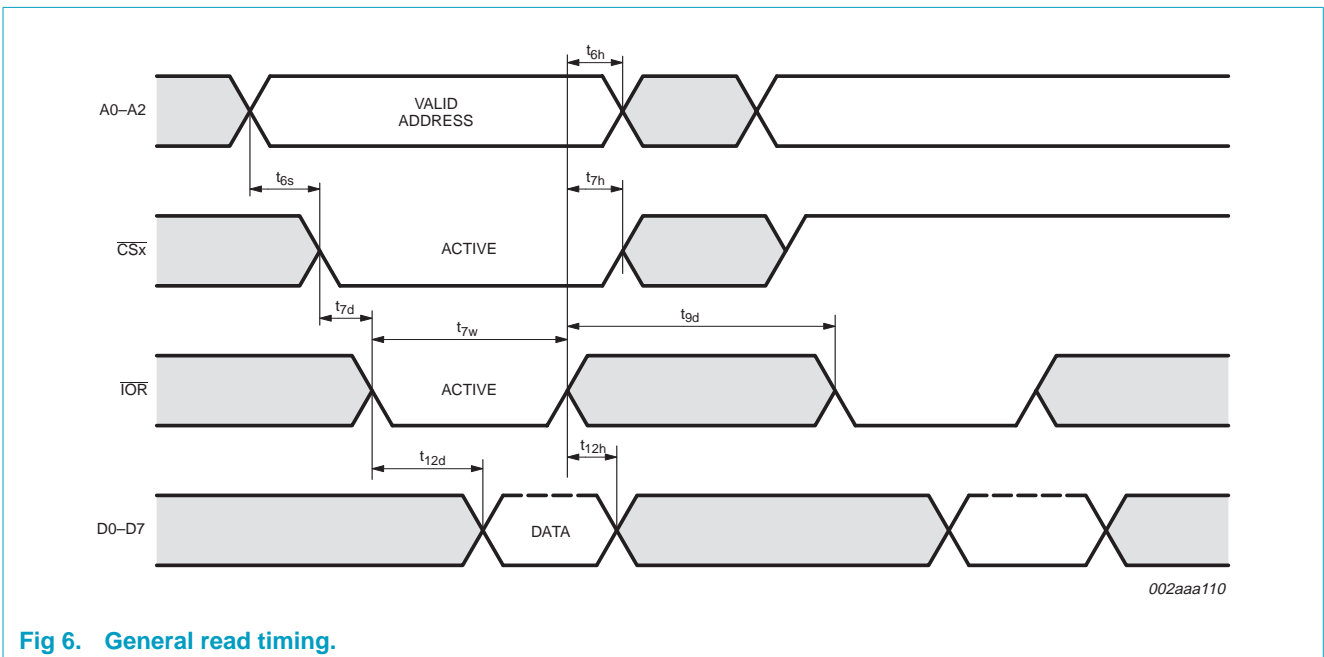 t6h
A0–A2
VALID
ADDRESS
t6s
t7h
CSx
ACTIVE
t7d
t7w
t9d
IOR
ACTIVE
t12d
t12h
D0–D7
DATA
002aaa110
Fig 6. General read timing.